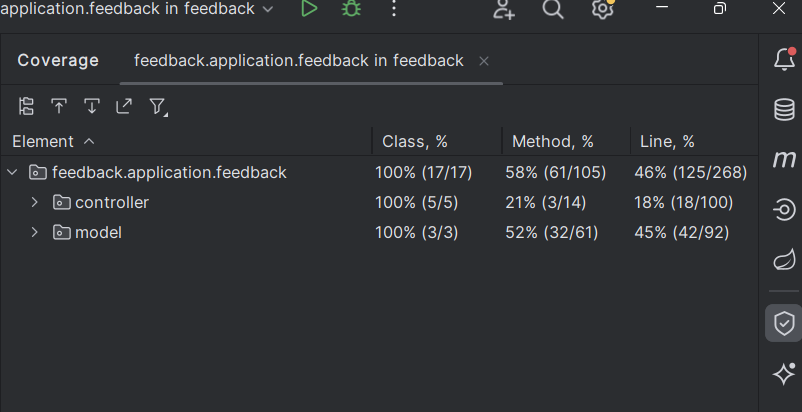 application.feedback in feedback
Coverage feedback.application.feedback in feedback
Element Class, % Method, % Line, %
feedback.application.feedback 100% (17/17) 58% (61/105) 46% (125/268)
controller 100% (5/5) 21% (3/14) 18% (18/100)
model 100% (3/3) 52% (32/61) 45% (42/92)
m